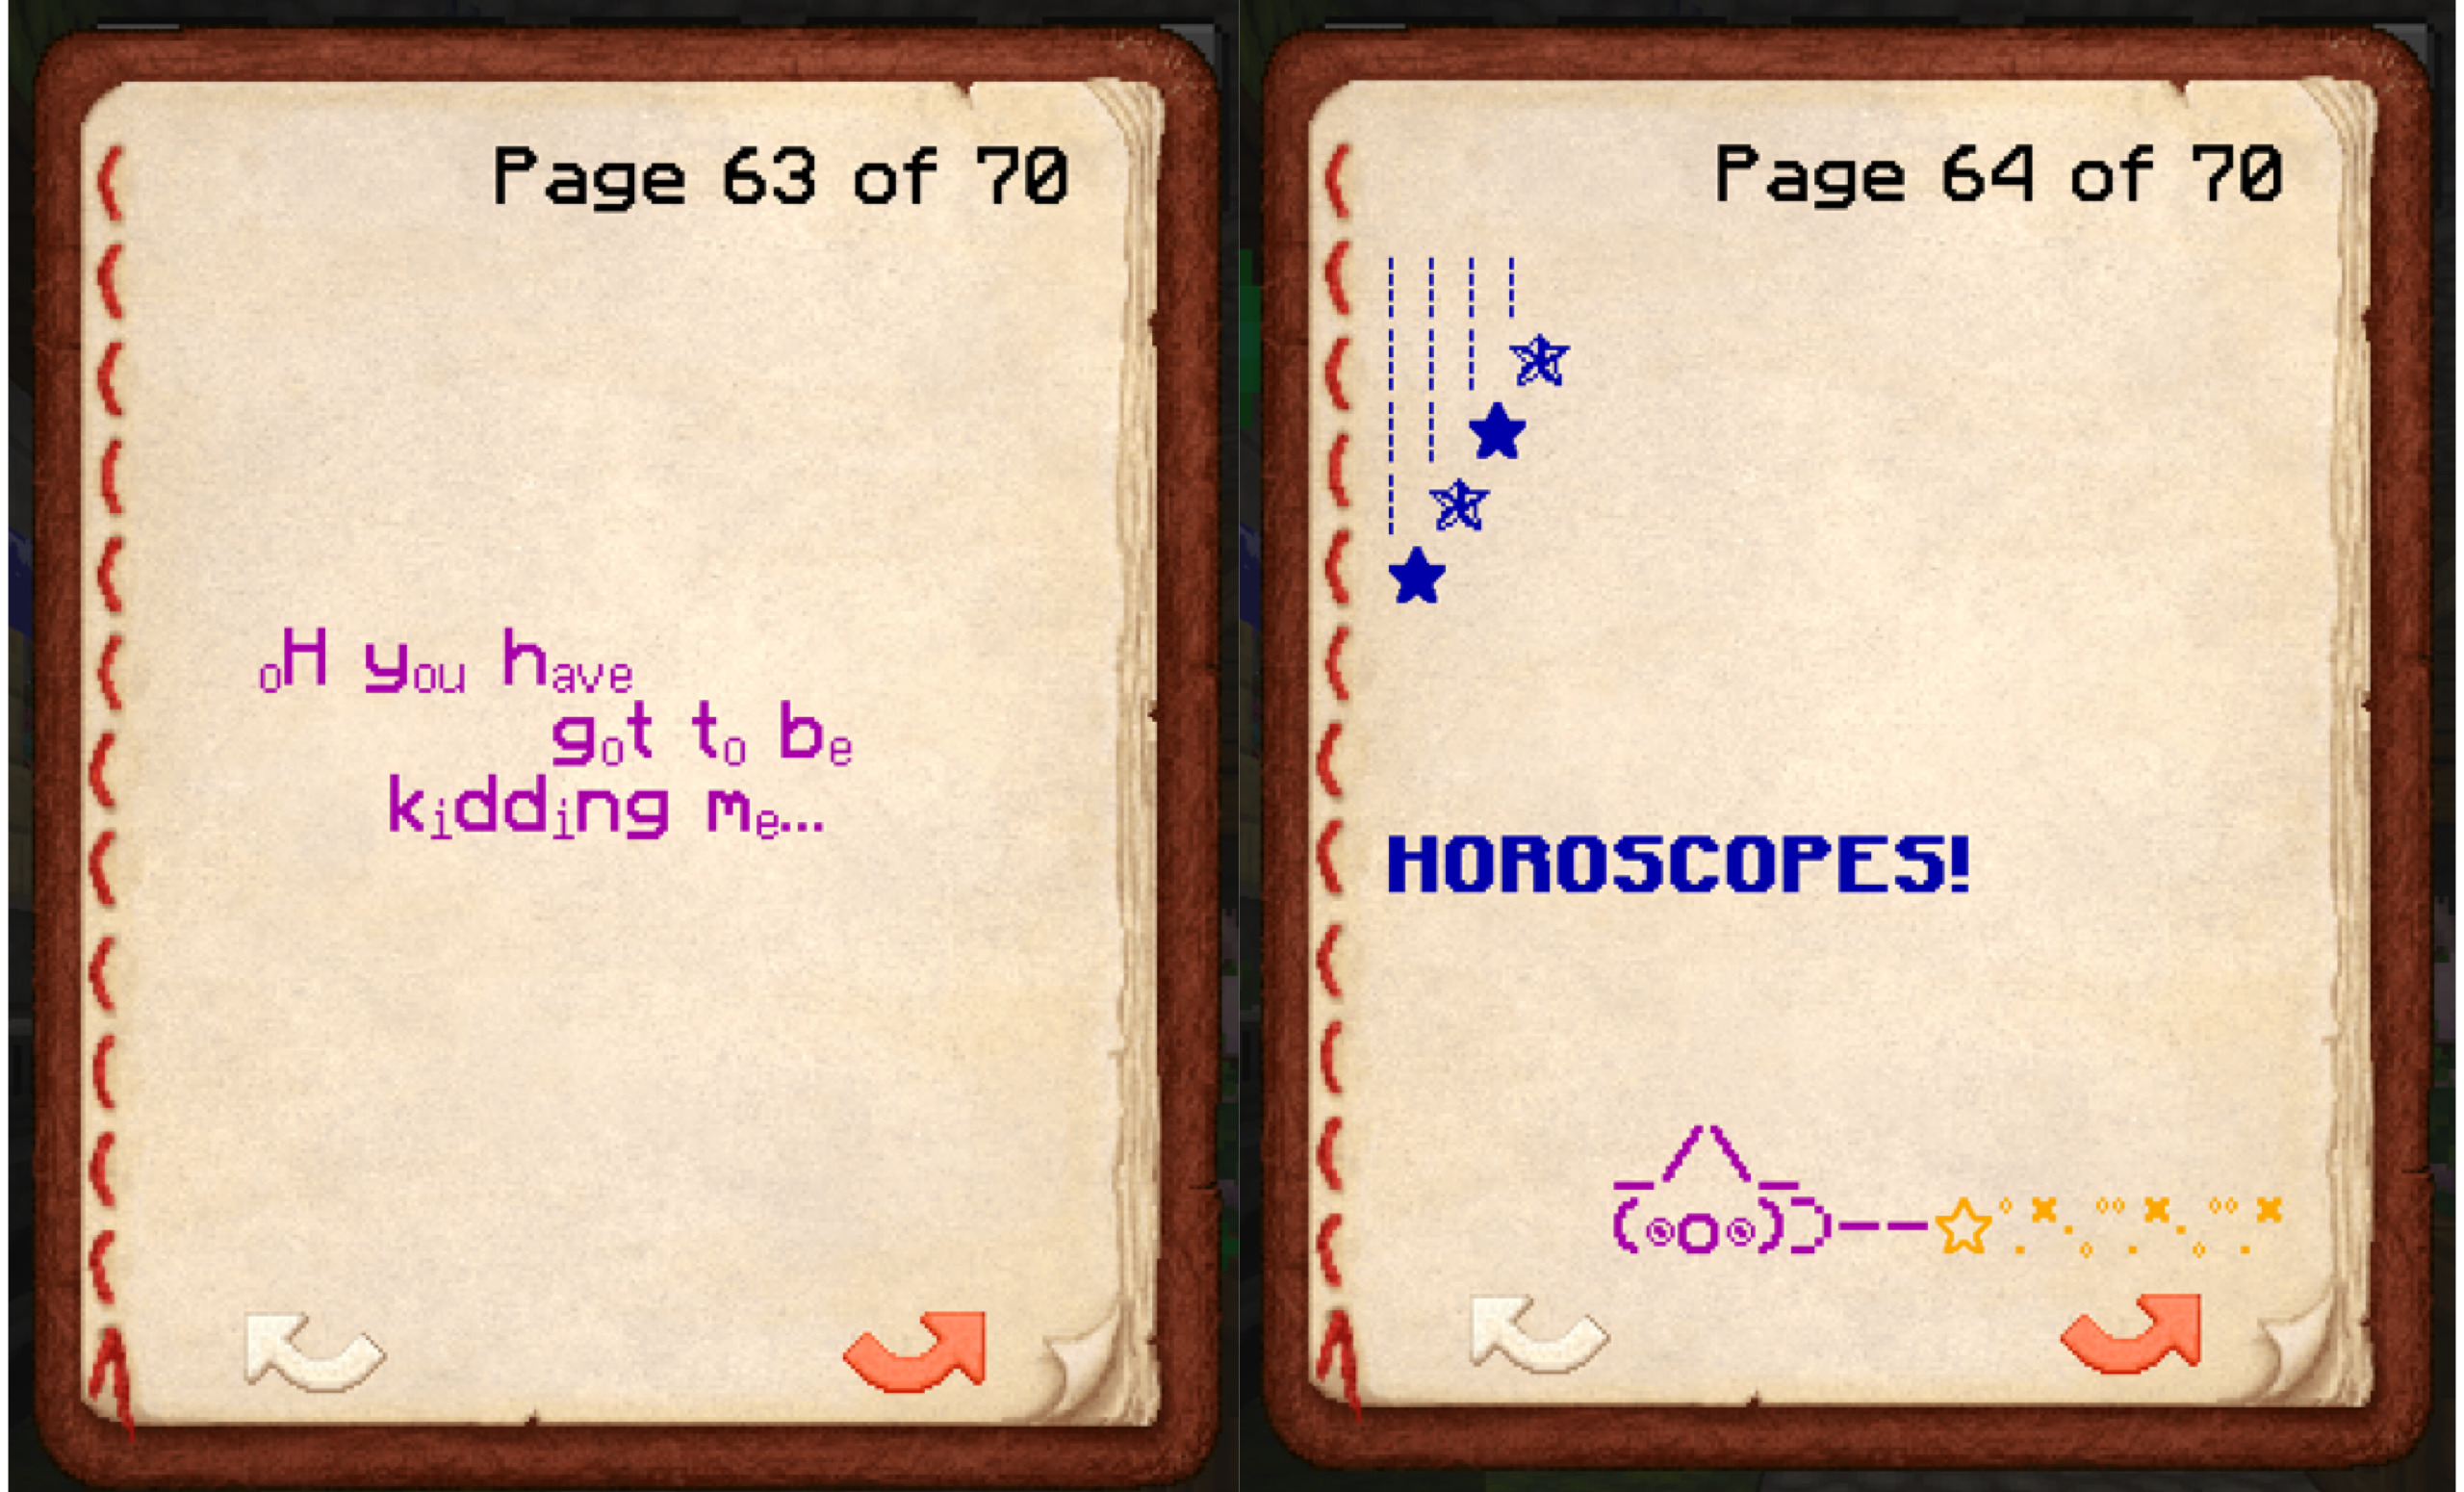 Page 63 of 70
ₒH yₒᵤ hₐᵥₑ
gₒt tₒ bₑ
kᵢddᵢng mₑ...
Page 64 of 70
HOROSCOPES!